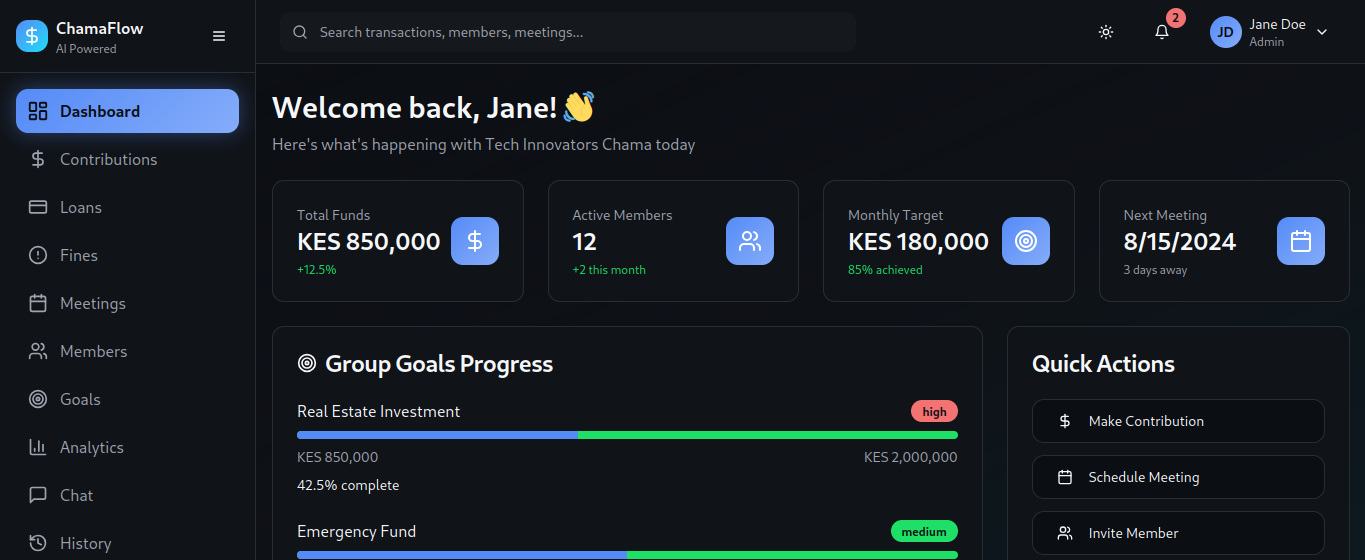 ChamaFlow
AI Powered
Search transactions, members, meetings...
2
JD
Jane Doe
Admin
Dashboard
Contributions
Loans
Fines
Meetings
Members
Goals
Analytics
Chat
History
Welcome back, Jane! 👋
Here's what's happening with Tech Innovators Chama today
Total Funds
KES 850,000
+12.5%
Active Members
12
+2 this month
Monthly Target
KES 180,000
85% achieved
Next Meeting
8/15/2024
3 days away
Group Goals Progress
Real Estate Investment
high
KES 850,000
KES 2,000,000
42.5% complete
Emergency Fund
medium
Quick Actions
Make Contribution
Schedule Meeting
Invite Member